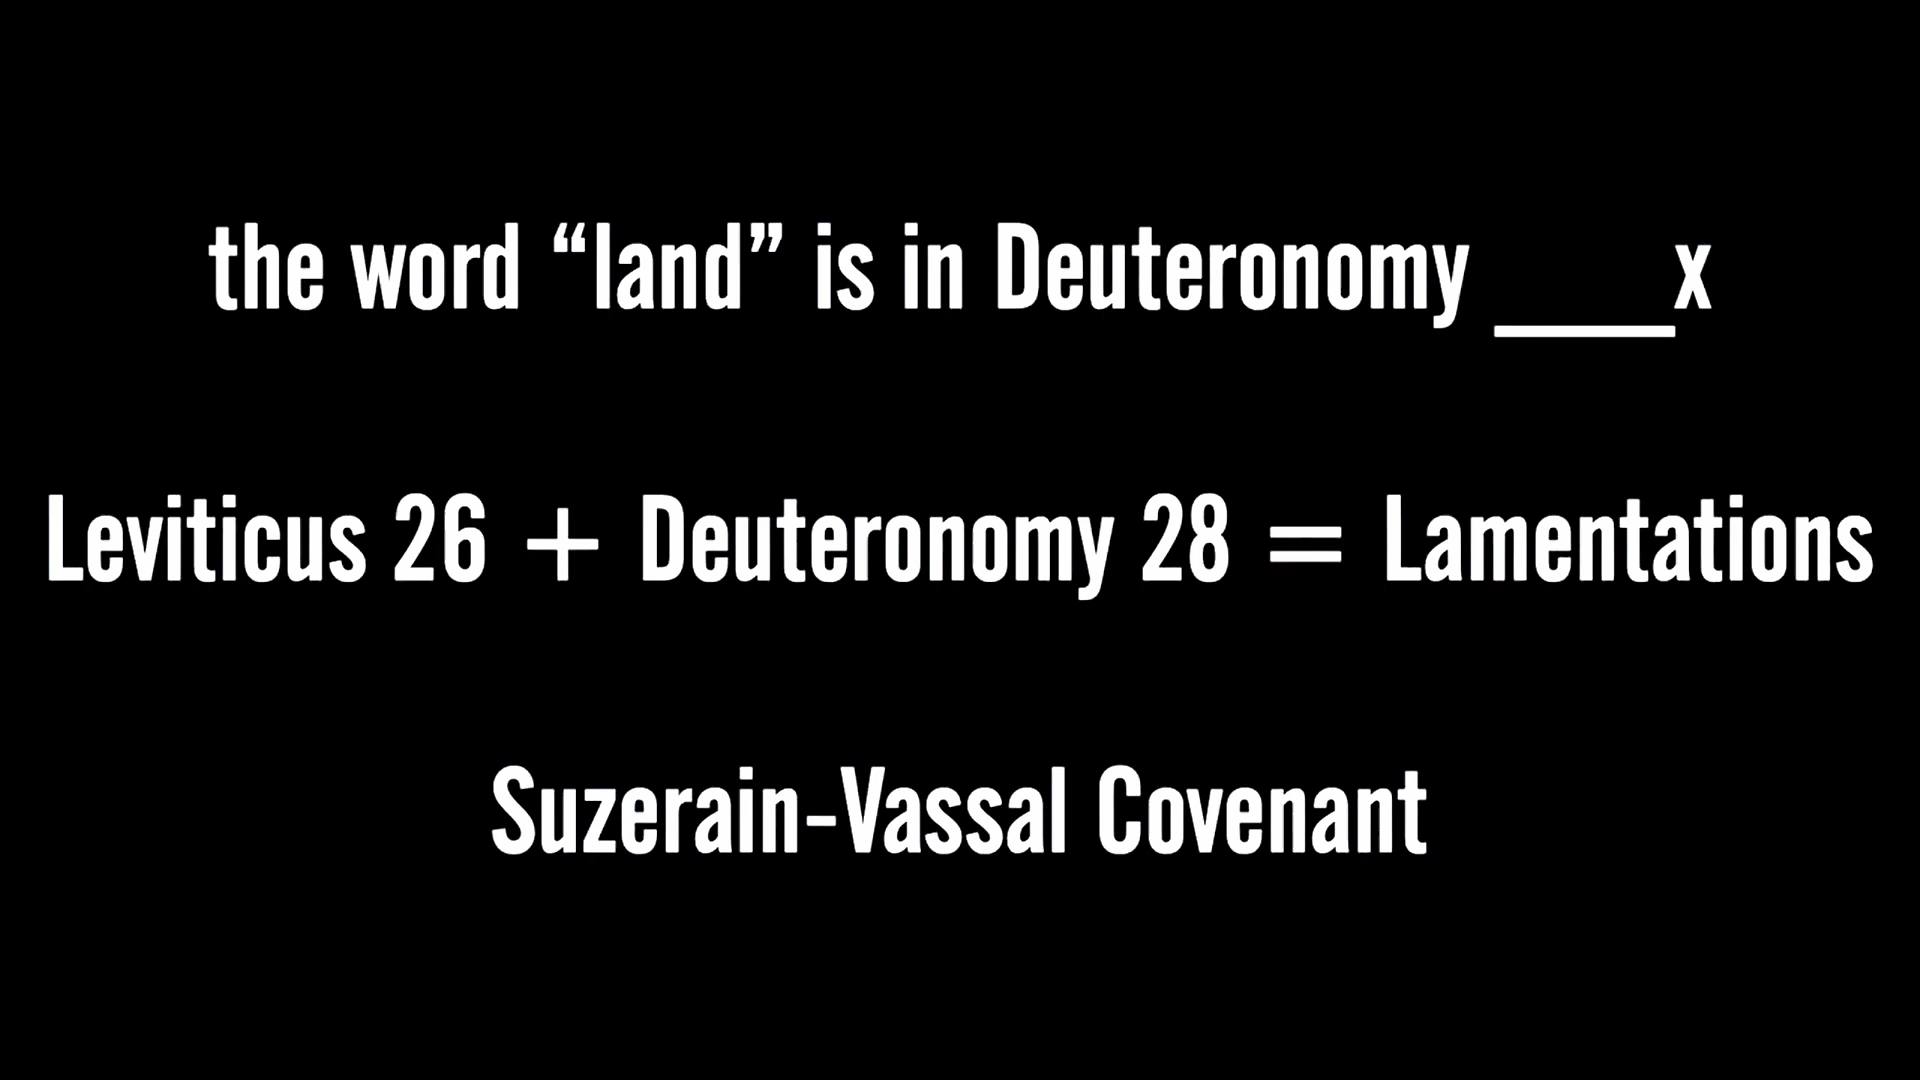 the word “land” is in Deuteronomy ____x
Leviticus 26 + Deuteronomy 28 = Lamentations
Suzerain-Vassal Covenant